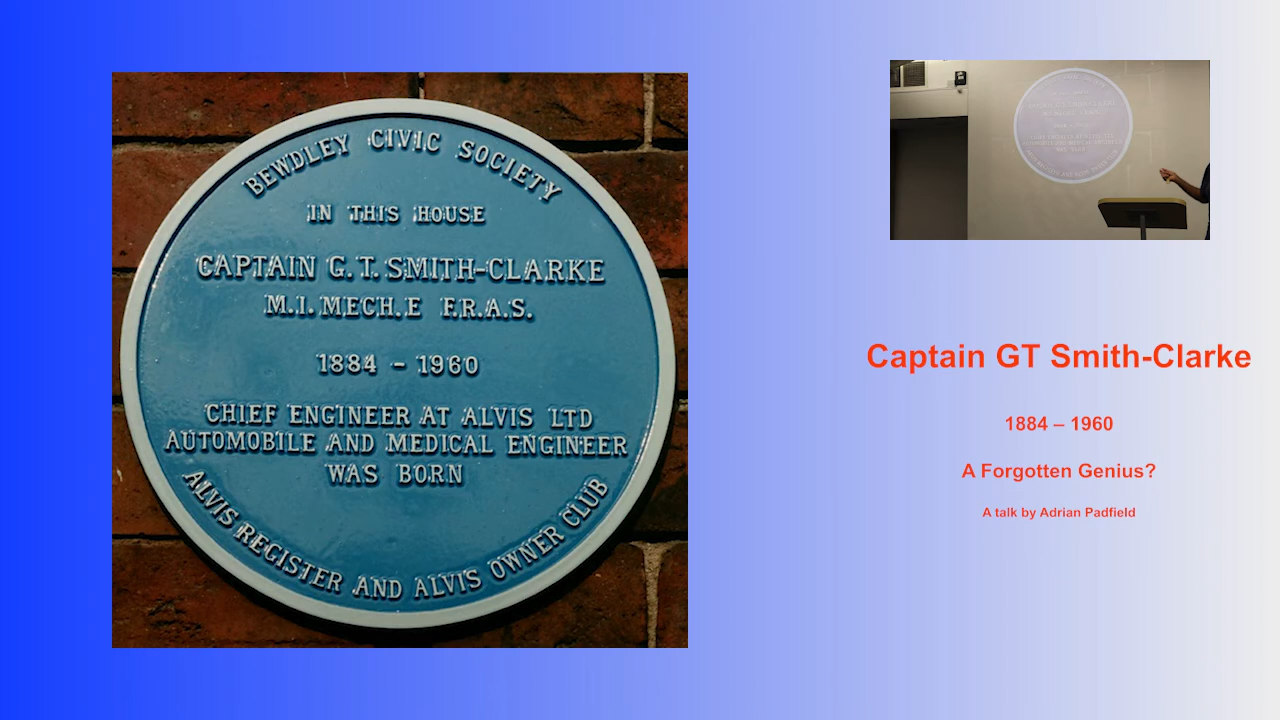 BEWDLEY CIVIC SOCIETY
IN THIS HOUSE
CAPTAIN G.T. SMITH-CLARKE
M.I.MECH.E F.R.A.S.
1884 - 1960
CHIEF ENGINEER AT ALVIS LTD
AUTOMOBILE AND MEDICAL ENGINEER
WAS BORN
ALVIS REGISTER AND ALVIS OWNER CLUB
Captain GT Smith-Clarke
1884 – 1960
A Forgotten Genius?
A talk by Adrian Padfield